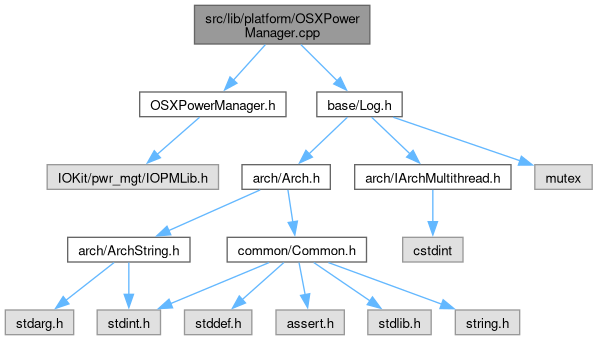 src/lib/platform/OSXPower
Manager.cpp
OSXPowerManager.h
base/Log.h
IOKit/pwr_mgt/IOPMLib.h
arch/Arch.h
arch/IArchMultithread.h
mutex
arch/ArchString.h
common/Common.h
cstdint
stdarg.h
stdint.h
stddef.h
assert.h
stdlib.h
string.h